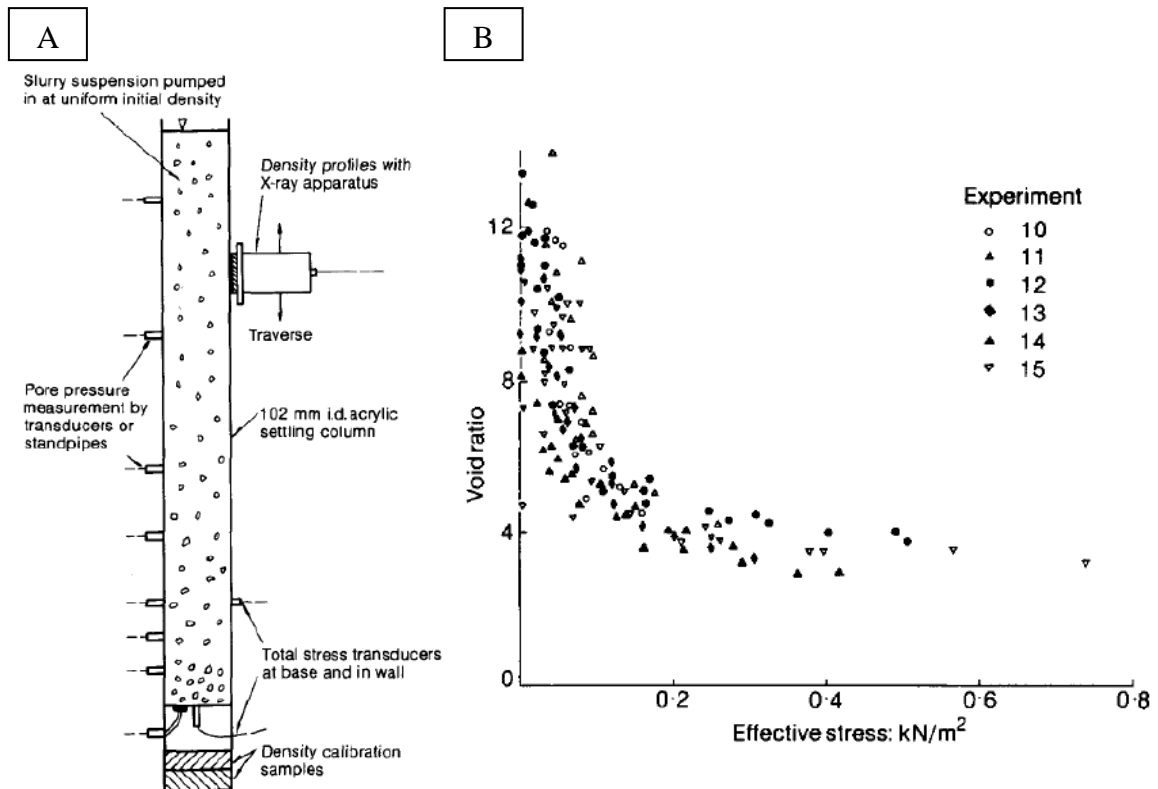 A
Slurry suspension pumped
in at uniform initial density
Density profiles with
X-ray apparatus
Traverse
Pore pressure
measurement by
transducers or
standpipes
102 mm i.d. acrylic
settling column
Total stress transducers
at base and in wall
Density calibration
samples
B
Experiment
10
11
12
13
14
15
Void ratio
12
8
4
0
0·2
0·4
0·6
0·8
Effective stress: kN/m²